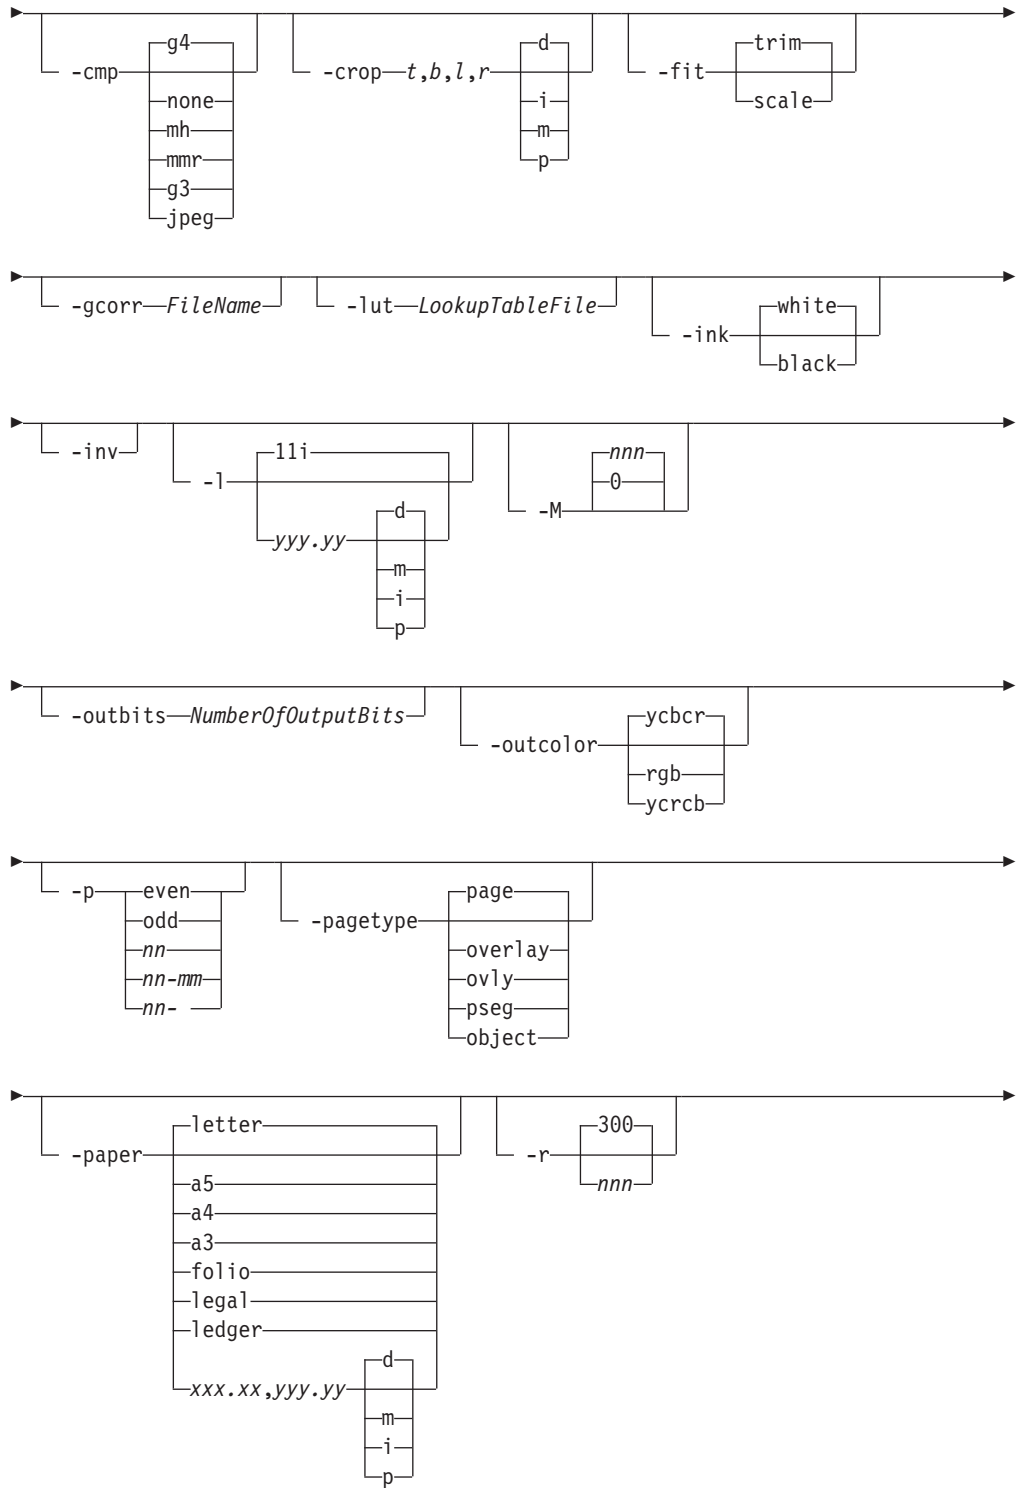 g4 d trim
-cmp -crop t,b,l,r -fit
none i scale
mh m
mmr p
g3
jpeg
-gcorr FileName -lut LookupTableFile white
-ink
black
-inv 11i nnn
-l 0
d -M
yyy.yy
m
i
p
-outbits NumberOfOutputBits ycbcr
-outcolor
rgb
ycrcb
-p even page
odd -pagetype
nn overlay
nn-mm ovly
nn- pseg
object
letter 300
-paper -r
a5 nnn
a4
a3
folio
legal
ledger
d
xxx.xx,yyy.yy
m
i
p